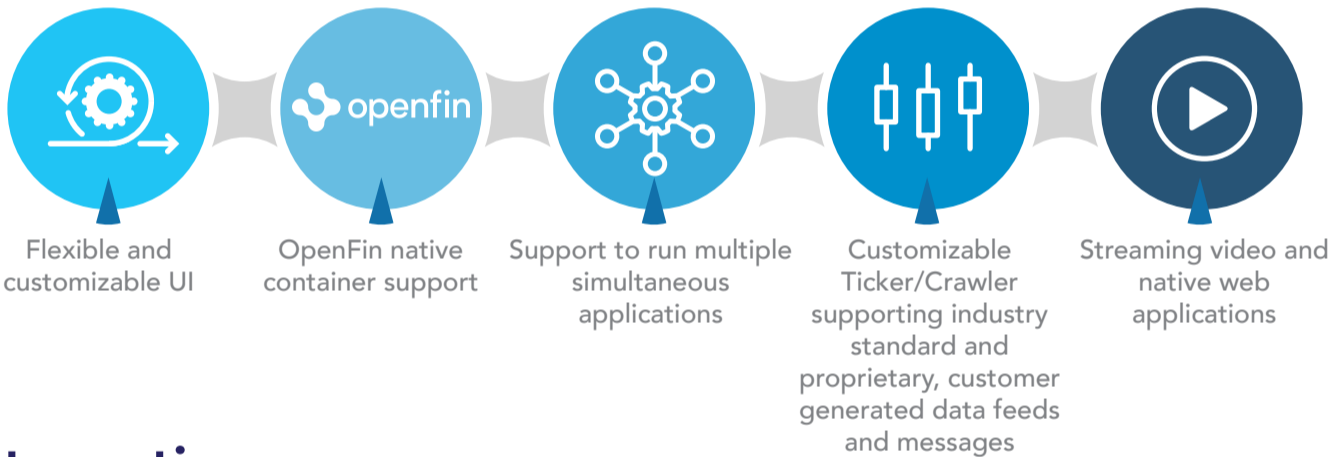 openfin
Flexible and
customizable UI
OpenFin native
container support
Support to run multiple
simultaneous
applications
Customizable
Ticker/Crawler
supporting industry
standard and
proprietary, customer
generated data feeds
and messages
Streaming video and
native web
applications